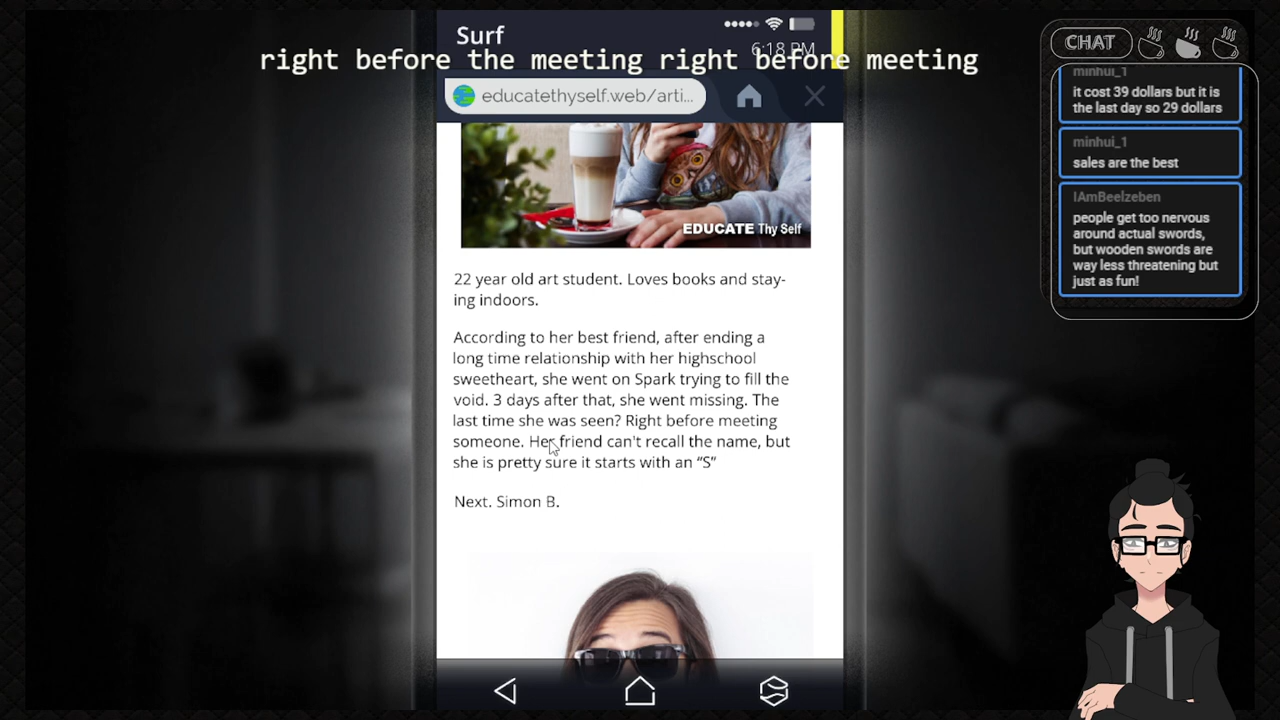 Surf
6:18 PM
right before the meeting right before meeting
educatethyself.web/arti...
EDUCATE Thy Self
22 year old art student. Loves books and stay-
ing indoors.
According to her best friend, after ending a
long time relationship with her highschool
sweetheart, she went on Spark trying to fill the
void. 3 days after that, she went missing. The
last time she was seen? Right before meeting
someone. Her friend can't recall the name, but
she is pretty sure it starts with an “S”
Next. Simon B.
CHAT
minhui_1
it cost 39 dollars but it is
the last day so 29 dollars
minhui_1
sales are the best
IAmBeelzeben
people get too nervous
around actual swords,
but wooden swords are
way less threatening but
just as fun!